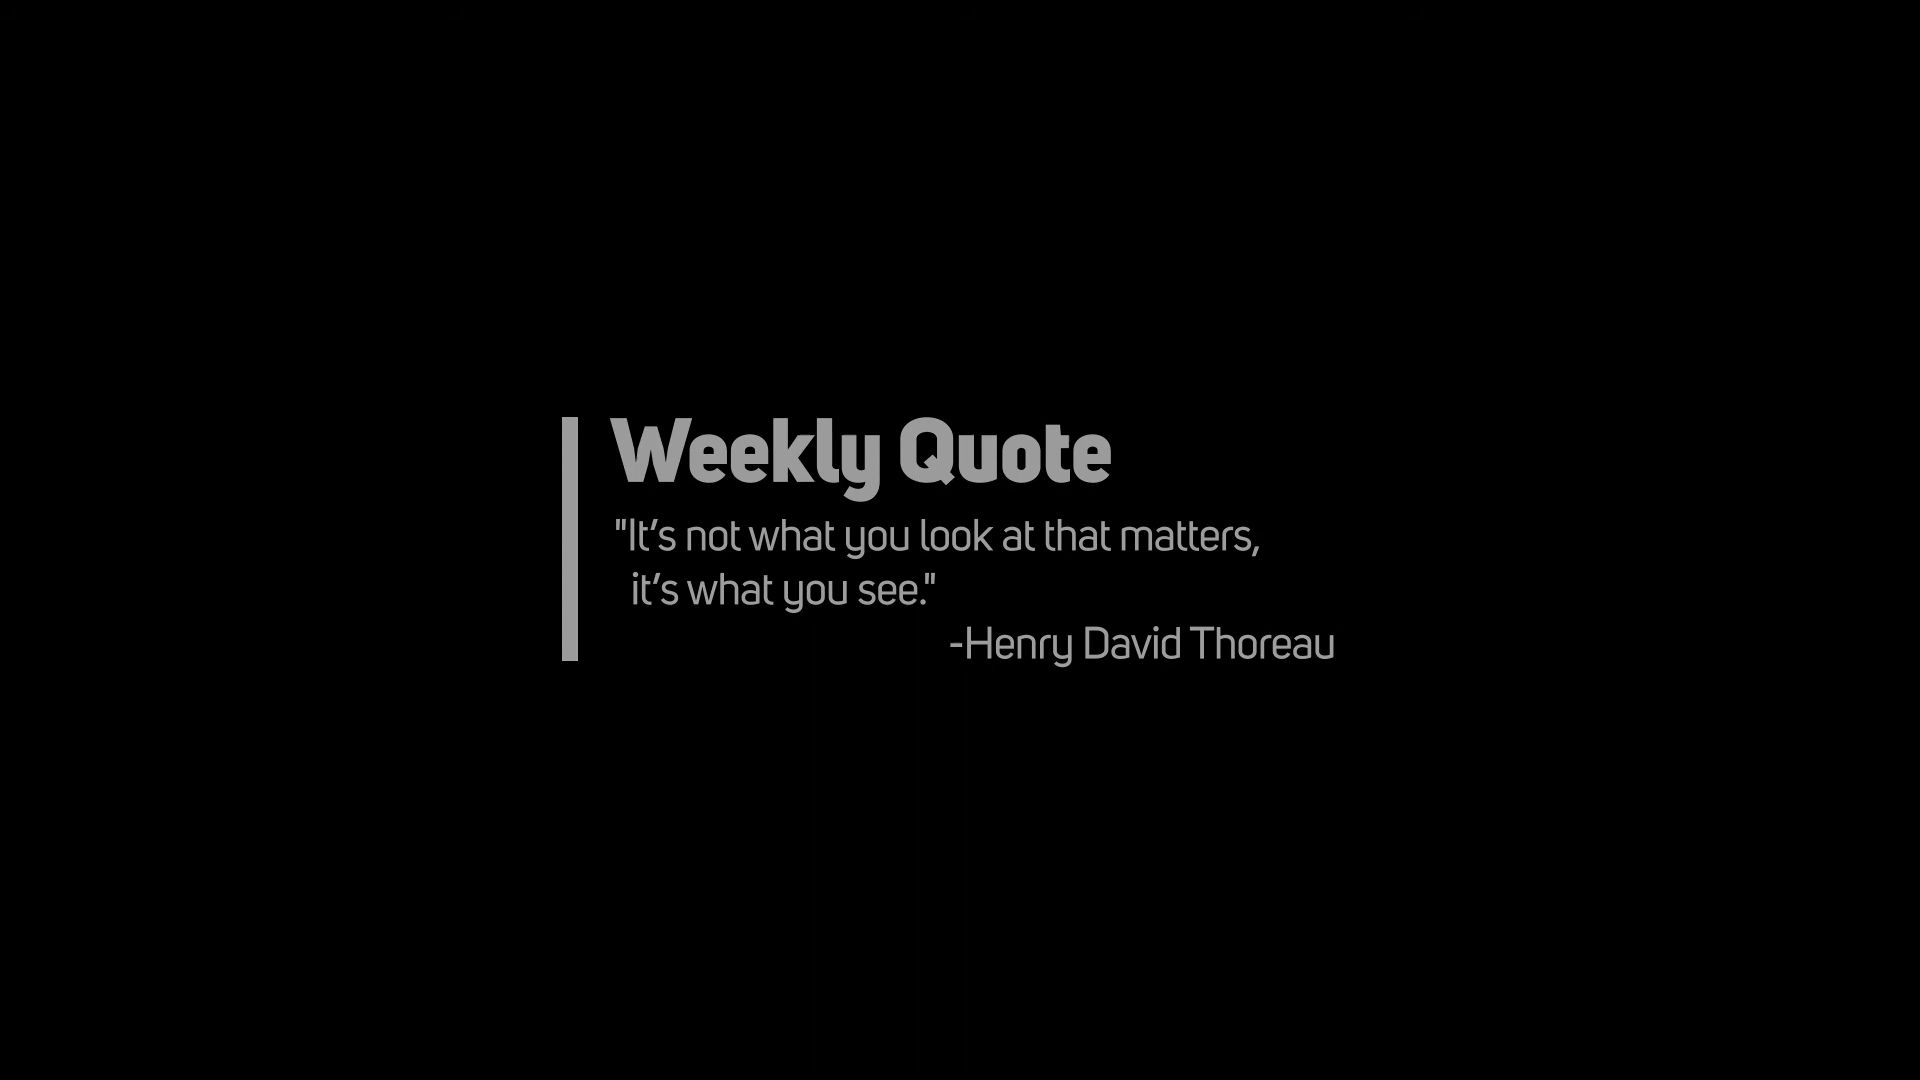 Weekly Quote
"It’s not what you look at that matters,
it’s what you see."
-Henry David Thoreau